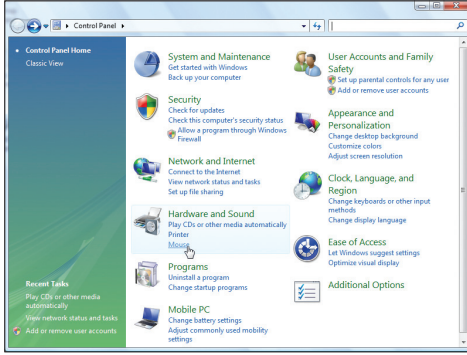 Control Panel
Control Panel Home
Classic View
System and Maintenance
Get started with Windows
Back up your computer
Security
Check for updates
Check this computer's security status
Allow a program through Windows
Firewall
Network and Internet
Connect to the Internet
View network status and tasks
Set up file sharing
Hardware and Sound
Play CDs or other media automatically
Printer
Mouse
Programs
Uninstall a program
Change startup programs
Mobile PC
Change battery settings
Adjust commonly used mobility
settings
User Accounts and Family
Safety
Set up parental controls for any user
Add or remove user accounts
Appearance and
Personalization
Change desktop background
Customize colors
Adjust screen resolution
Clock, Language, and
Region
Change keyboards or other input
methods
Change display language
Ease of Access
Let Windows suggest settings
Optimize visual display
Additional Options
Recent Tasks
Play CDs or other media
automatically
View network status and tasks
Add or remove user accounts